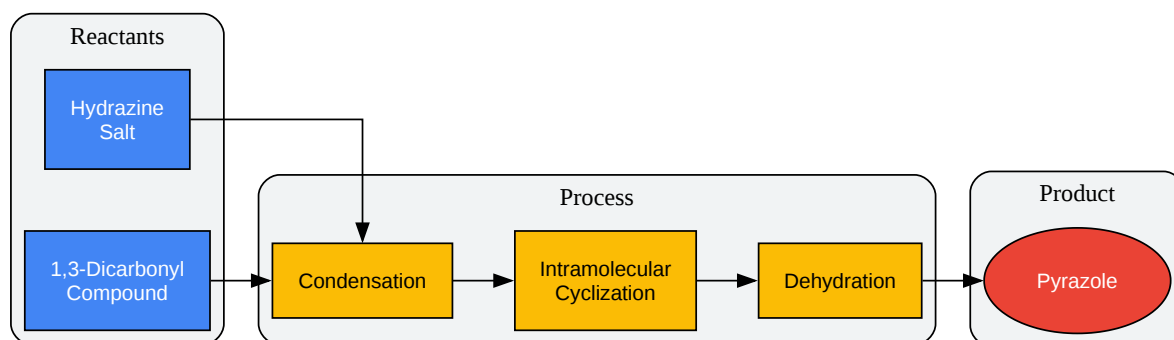 Reactants
Hydrazine
Salt
1,3-Dicarbonyl
Compound
Process
Condensation
Intramolecular
Cyclization
Dehydration
Product
Pyrazole